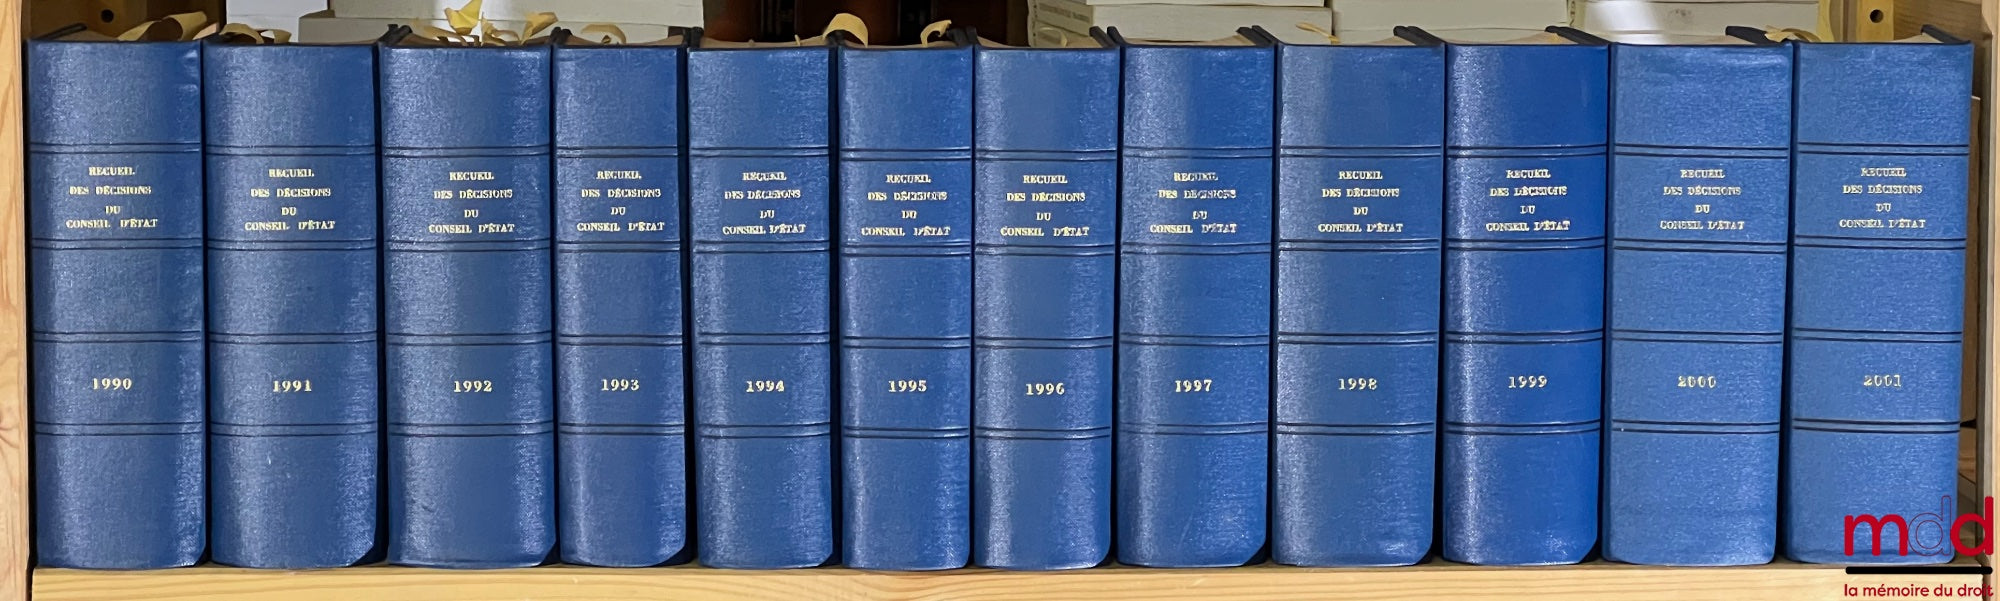 RECUEIL
DES DÉCISIONS
DU
CONSEIL D'ÉTAT
1990
RECUEIL
DES DÉCISIONS
DU
CONSEIL D'ÉTAT
1991
RECUEIL
DES DÉCISIONS
DU
CONSEIL D'ÉTAT
1992
RECUEIL
DES DÉCISIONS
DU
CONSEIL D'ÉTAT
1993
RECUEIL
DES DÉCISIONS
DU
CONSEIL D'ÉTAT
1994
RECUEIL
DES DÉCISIONS
DU
CONSEIL D'ÉTAT
1995
RECUEIL
DES DÉCISIONS
DU
CONSEIL D'ÉTAT
1996
RECUEIL
DES DÉCISIONS
DU
CONSEIL D'ÉTAT
1997
RECUEIL
DES DÉCISIONS
DU
CONSEIL D'ÉTAT
1998
RECUEIL
DES DÉCISIONS
DU
CONSEIL D'ÉTAT
1999
RECUEIL
DES DÉCISIONS
DU
CONSEIL D'ÉTAT
2000
RECUEIL
DES DÉCISIONS
DU
CONSEIL D'ÉTAT
2001
mdd
la mémoire du droit